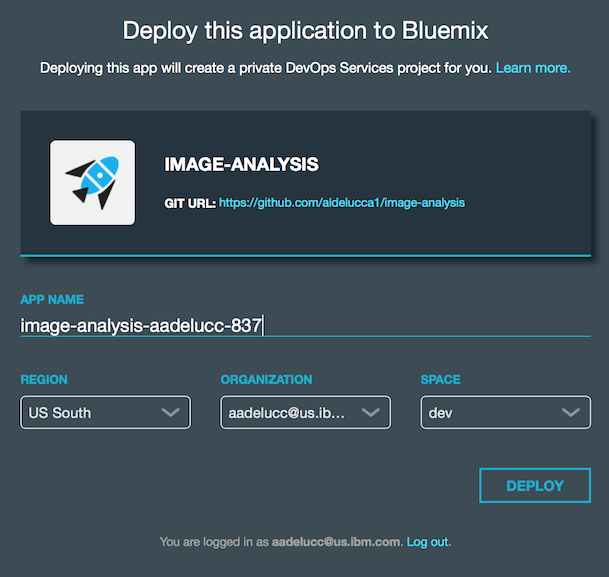 Deploy this application to Bluemix
Deploying this app will create a private DevOps Services project for you. Learn more.
IMAGE-ANALYSIS
GIT URL: https://github.com/aldelucca1/image-analysis
APP NAME
image-analysis-aadelucc-837
REGION ORGANIZATION SPACE
US South aadelucc@us.ib... dev
DEPLOY
You are logged in as aadelucc@us.ibm.com. Log out.